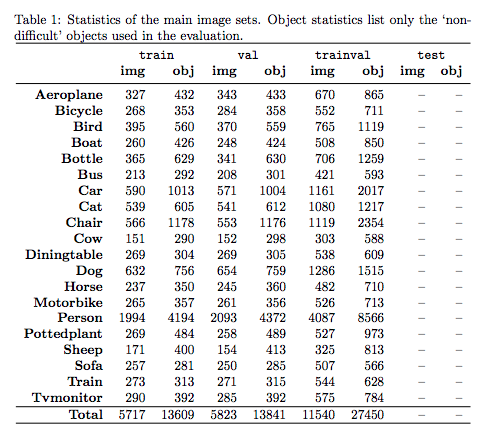 Table 1: Statistics of the main image sets. Object statistics list only the ‘non-
difficult’ objects used in the evaluation.
train val trainval test
img obj img obj img obj img obj
Aeroplane 327 432 343 433 670 865 – –
Bicycle 268 353 284 358 552 711 – –
Bird 395 560 370 559 765 1119 – –
Boat 260 426 248 424 508 850 – –
Bottle 365 629 341 630 706 1259 – –
Bus 213 292 208 301 421 593 – –
Car 590 1013 571 1004 1161 2017 – –
Cat 539 605 541 612 1080 1217 – –
Chair 566 1178 553 1176 1119 2354 – –
Cow 151 290 152 298 303 588 – –
Diningtable 269 304 269 305 538 609 – –
Dog 632 756 654 759 1286 1515 – –
Horse 237 350 245 360 482 710 – –
Motorbike 265 357 261 356 526 713 – –
Person 1994 4194 2093 4372 4087 8566 – –
Pottedplant 269 484 258 489 527 973 – –
Sheep 171 400 154 413 325 813 – –
Sofa 257 281 250 285 507 566 – –
Train 273 313 271 315 544 628 – –
Tvmonitor 290 392 285 392 575 784 – –
Total 5717 13609 5823 13841 11540 27450 – –